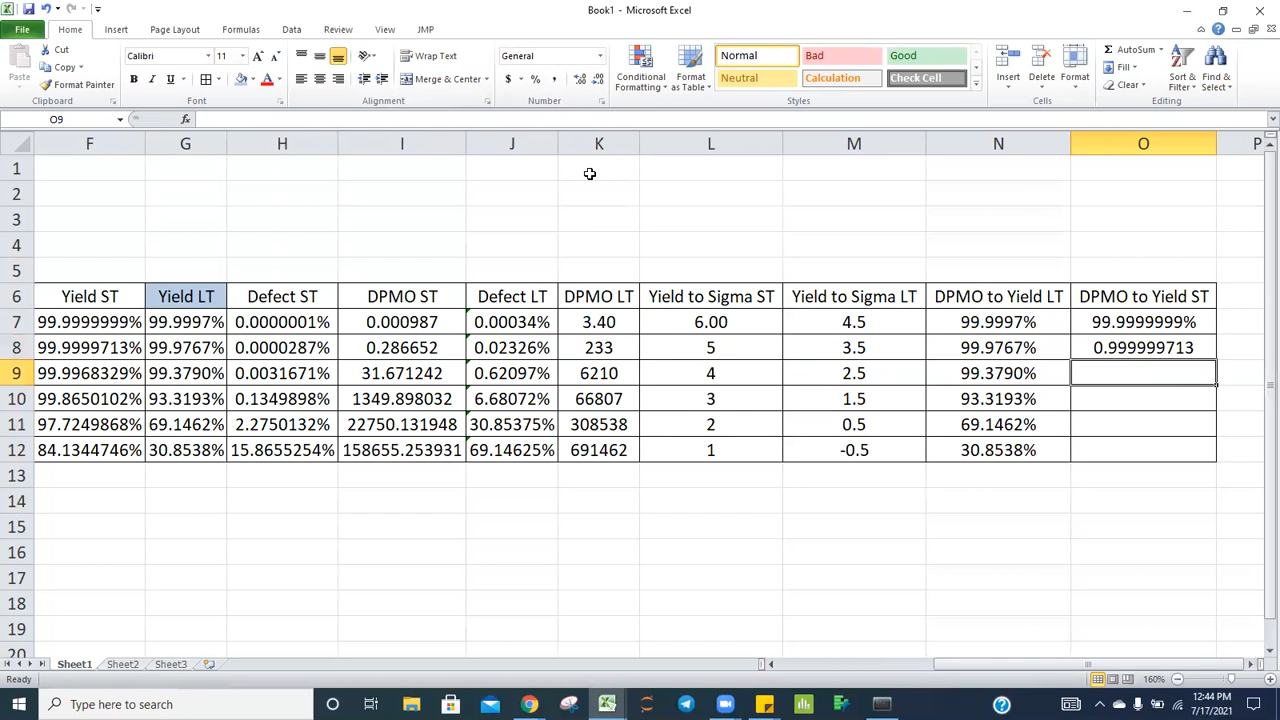 Book1 - Microsoft Excel
File Home Insert Page Layout Formulas Data Review View JMP
Cut
Copy
Format Painter
Paste
Clipboard
Calibri 11
B I U
Font
Wrap Text
Merge & Center
Alignment
General
$ % ,
Number
Conditional Formatting
Format as Table
Normal Bad Good
Neutral Calculation Check Cell
Styles
Insert Delete Format
Cells
AutoSum
Fill
Clear
Sort & Filter
Find & Select
Editing
O9 fx
F G H I J K L M N O P
1
2
3
4
5
6 Yield ST Yield LT Defect ST DPMO ST Defect LT DPMO LT Yield to Sigma ST Yield to Sigma LT DPMO to Yield LT DPMO to Yield ST
7 99.9999999% 99.9997% 0.0000001% 0.000987 0.00034% 3.40 6.00 4.5 99.9997% 99.9999999%
8 99.9999713% 99.9767% 0.0000287% 0.286652 0.02326% 233 5 3.5 99.9767% 0.999999713
9 99.9968329% 99.3790% 0.0031671% 31.671242 0.62097% 6210 4 2.5 99.3790%
10 99.8650102% 93.3193% 0.1349898% 1349.898032 6.68072% 66807 3 1.5 93.3193%
11 97.7249868% 69.1462% 2.2750132% 22750.131948 30.85375% 308538 2 0.5 69.1462%
12 84.1344746% 30.8538% 15.8655254% 158655.253931 69.14625% 691462 1 -0.5 30.8538%
13
14
15
16
17
18
19
20
Sheet1 Sheet2 Sheet3
Ready 160%
Type here to search
12:44 PM
7/17/2021